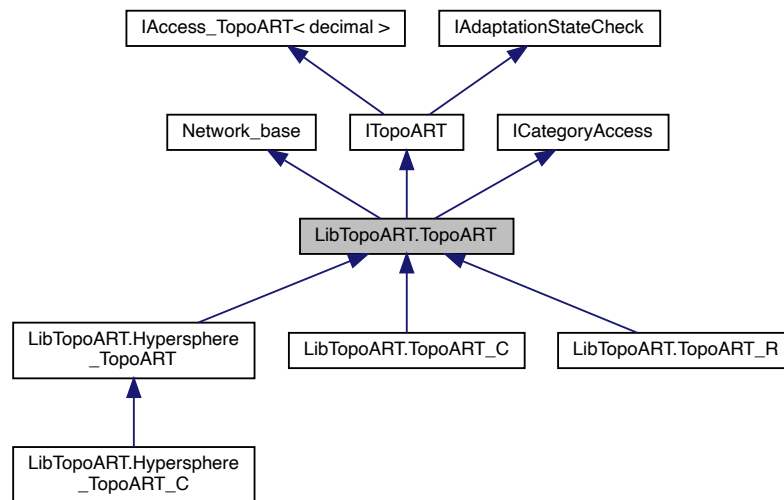 IAccess_TopoART< decimal >
IAdaptationStateCheck
Network_base
ITopoART
ICategoryAccess
LibTopoART.TopoART
LibTopoART.Hypersphere
_TopoART
LibTopoART.TopoART_C
LibTopoART.TopoART_R
LibTopoART.Hypersphere
_TopoART_C